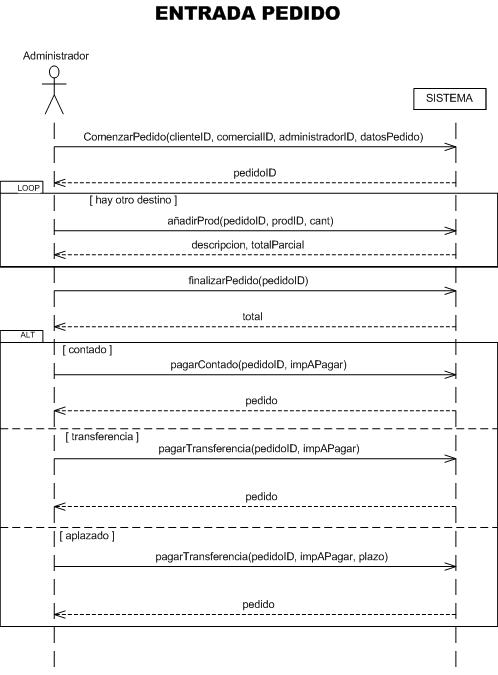 ENTRADA PEDIDO
Administrador
SISTEMA
ComenzarPedido(clienteID, comercialID, administradorID, datosPedido)
pedidoID
LOOP
[ hay otro destino ]
añadirProd(pedidoID, prodID, cant)
descripcion, totalParcial
finalizarPedido(pedidoID)
total
ALT
[ contado ]
pagarContado(pedidoID, impAPagar)
pedido
[ transferencia ]
pagarTransferencia(pedidoID, impAPagar)
pedido
[ aplazado ]
pagarTransferencia(pedidoID, impAPagar, plazo)
pedido